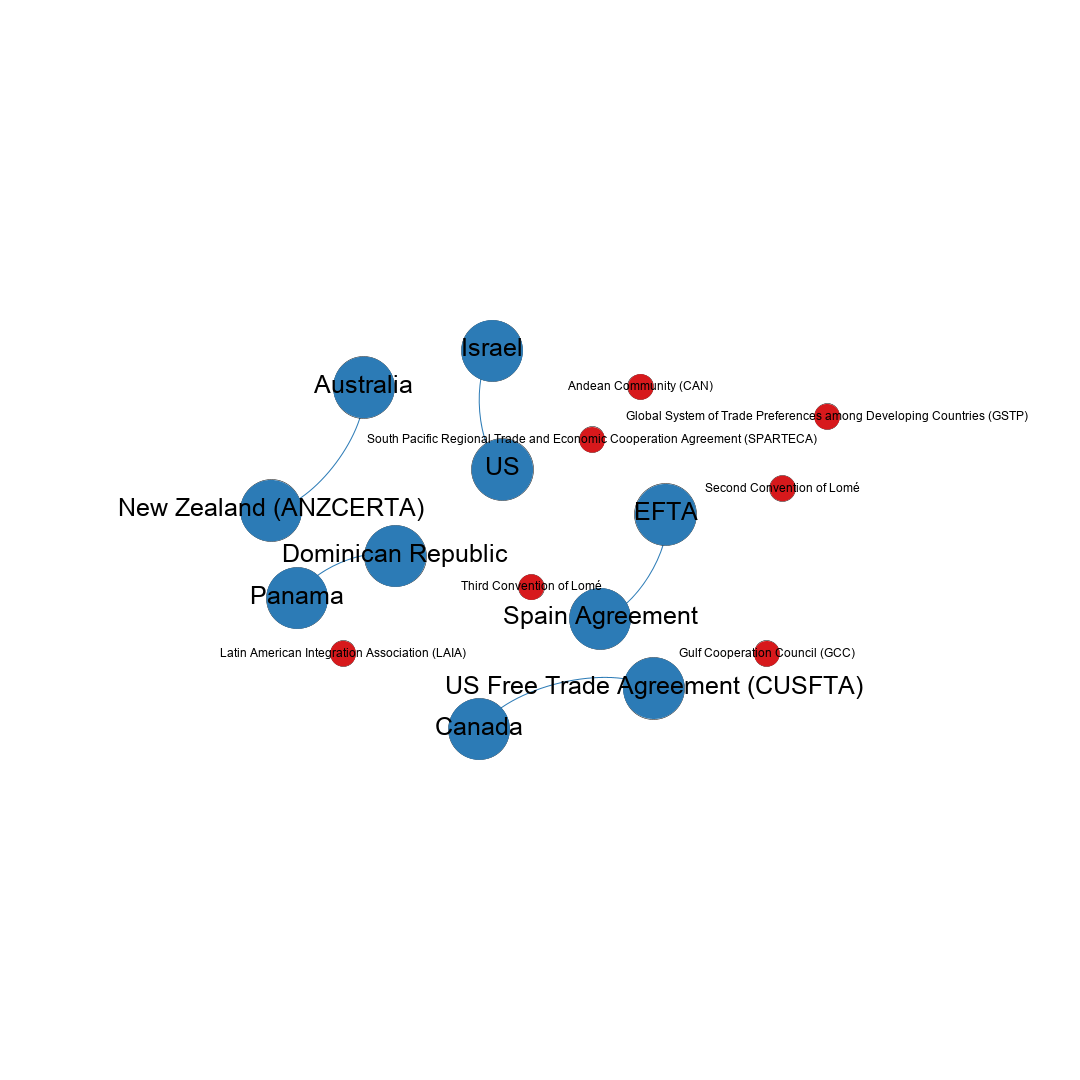 Israel
Australia
Andean Community (CAN)
Global System of Trade Preferences among Developing Countries (GSTP)
South Pacific Regional Trade and Economic Cooperation Agreement (SPARTECA)
US
Second Convention of Lomé
New Zealand (ANZCERTA)
EFTA
Dominican Republic
Third Convention of Lomé
Panama
Spain Agreement
Latin American Integration Association (LAIA)
Gulf Cooperation Council (GCC)
US Free Trade Agreement (CUSFTA)
Canada